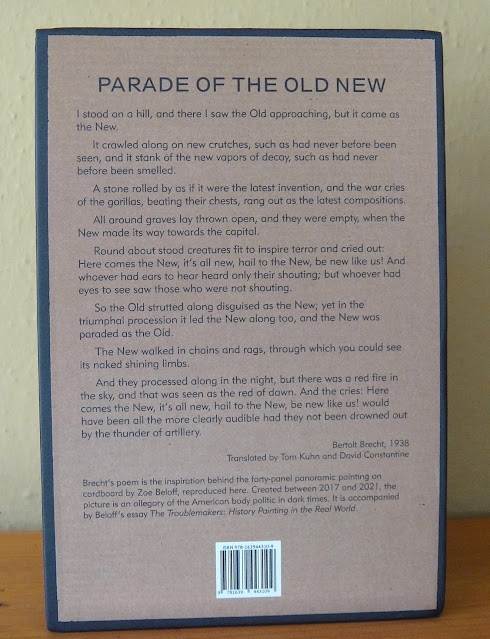 PARADE OF THE OLD NEW
I stood on a hill, and there I saw the Old approaching, but it came as
the New.
It crawled along on new crutches, such as had never before been
seen, and it stank of the new vapors of decay, such as had never
before been smelled.
A stone rolled by as if it were the latest invention, and the war cries
of the gorillas, beating their chests, rang out as the latest compositions.
All around graves lay thrown open, and they were empty, when the
New made its way towards the capital.
Round about stood creatures fit to inspire terror and cried out:
Here comes the New, it's all new, hail to the New, be new like us! And
whoever had ears to hear heard only their shouting; but whoever had
eyes to see saw those who were not shouting.
So the Old strutted along disguised as the New; yet in the
triumphal procession it led the New along too, and the New was
paraded as the Old.
The New walked in chains and rags, through which you could see
its naked shining limbs.
And they processed along in the night, but there was a red fire in
the sky, and that was seen as the red of dawn. And the cries: Here
comes the New, it's all new, hail to the New, be new like us! would
have been all the more clearly audible had they not been drowned out
by the thunder of artillery.
Bertolt Brecht, 1938
Translated by Tom Kuhn and David Constantine
Brecht's poem is the inspiration behind the forty-panel panoramic painting on
cardboard by Zoe Beloff, reproduced here. Created between 2017 and 2021, the
picture is an allegory of the American body politic in dark times. It is accompanied
by Beloff's essay The Troublemakers: History Painting in the Real World.